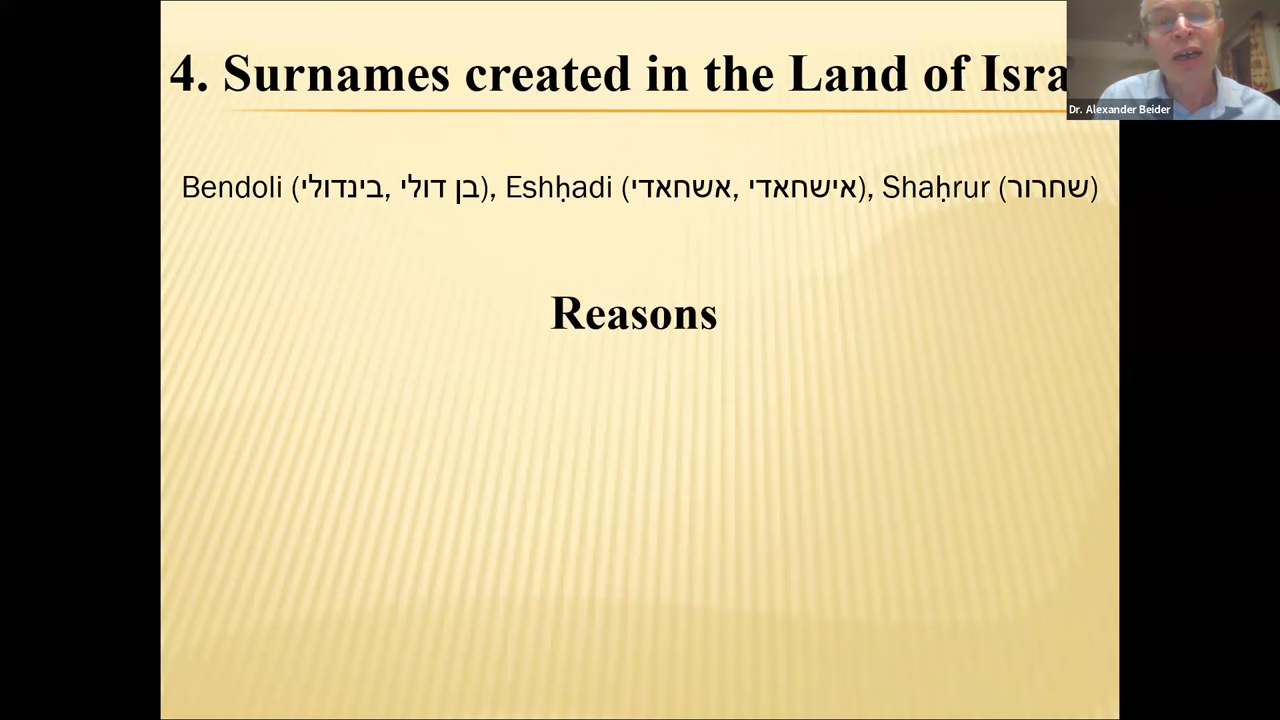 4. Surnames created in the Land of Isra
Dr. Alexander Beider
Bendoli (בינדולי, בן דולי), Eshḥadi (אשחאדי, אישחאדי), Shaḥrur (שחרור)
Reasons